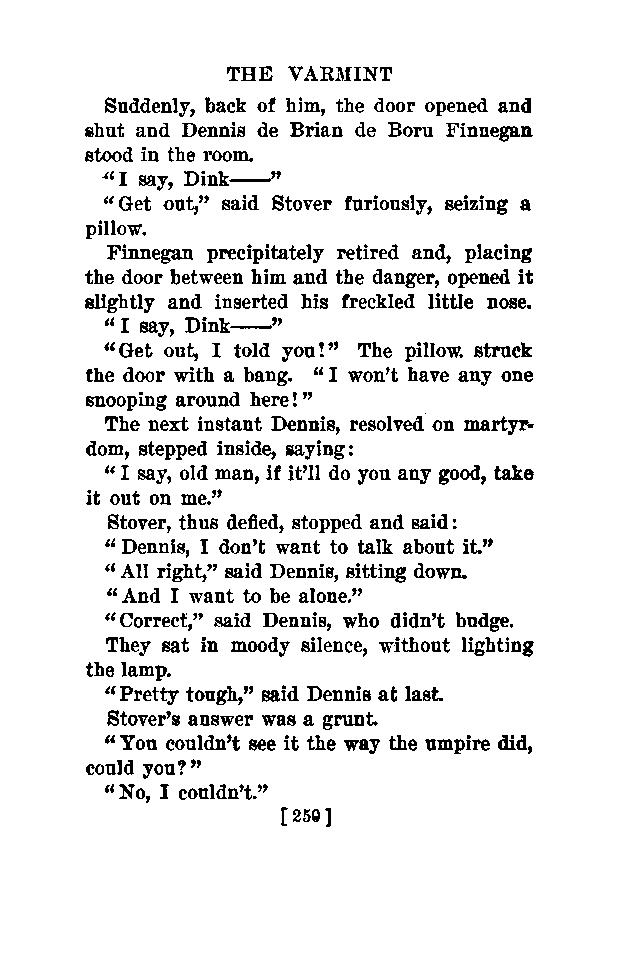 THE VARMINT
Suddenly, back of him, the door opened and
shut and Dennis de Brian de Boru Finnegan
stood in the room.
"I say, Dink——"
"Get out," said Stover furiously, seizing a
pillow.
Finnegan precipitately retired and, placing
the door between him and the danger, opened it
slightly and inserted his freckled little nose.
"I say, Dink——"
"Get out, I told you!" The pillow struck
the door with a bang. "I won't have any one
snooping around here!"
The next instant Dennis, resolved on martyr-
dom, stepped inside, saying:
"I say, old man, if it'll do you any good, take
it out on me."
Stover, thus defied, stopped and said:
"Dennis, I don't want to talk about it."
"All right," said Dennis, sitting down.
"And I want to be alone."
"Correct," said Dennis, who didn't budge.
They sat in moody silence, without lighting
the lamp.
"Pretty tough," said Dennis at last.
Stover's answer was a grunt.
"You couldn't see it the way the umpire did,
could you?"
"No, I couldn't."
[259]